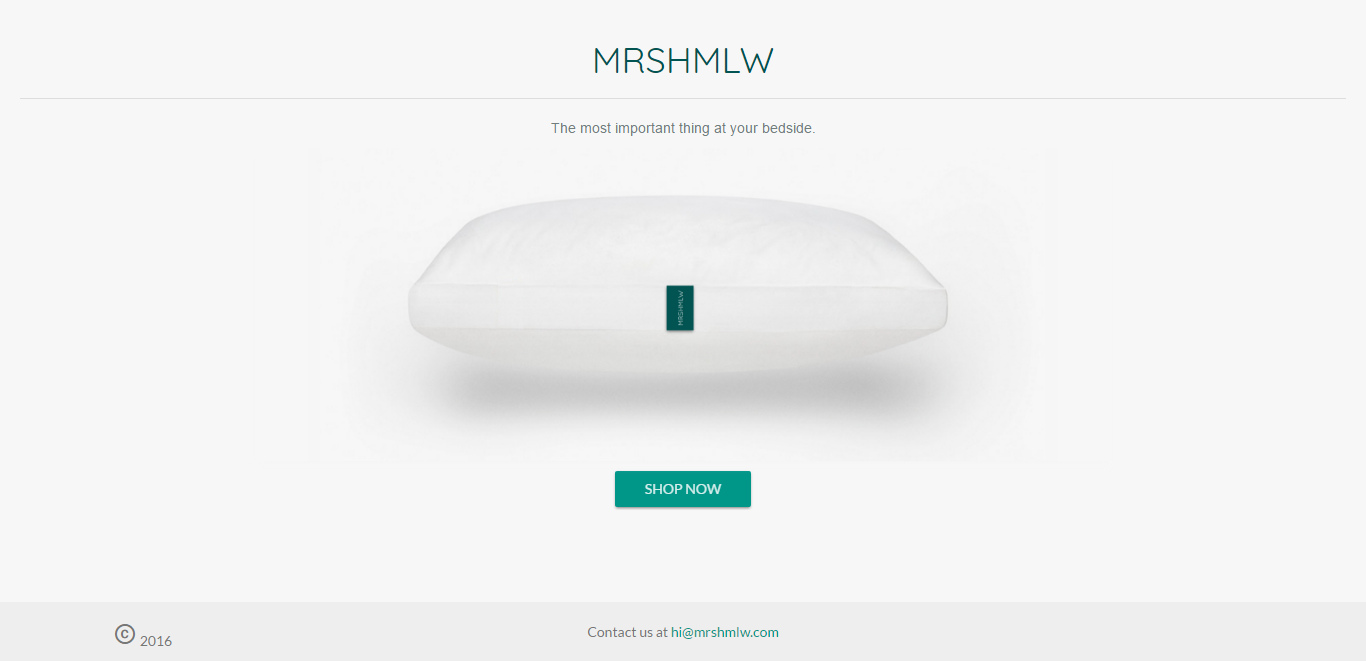 MRSHMLW
The most important thing at your bedside.
MRSHMLW
SHOP NOW
© 2016
Contact us at hi@mrshmlw.com